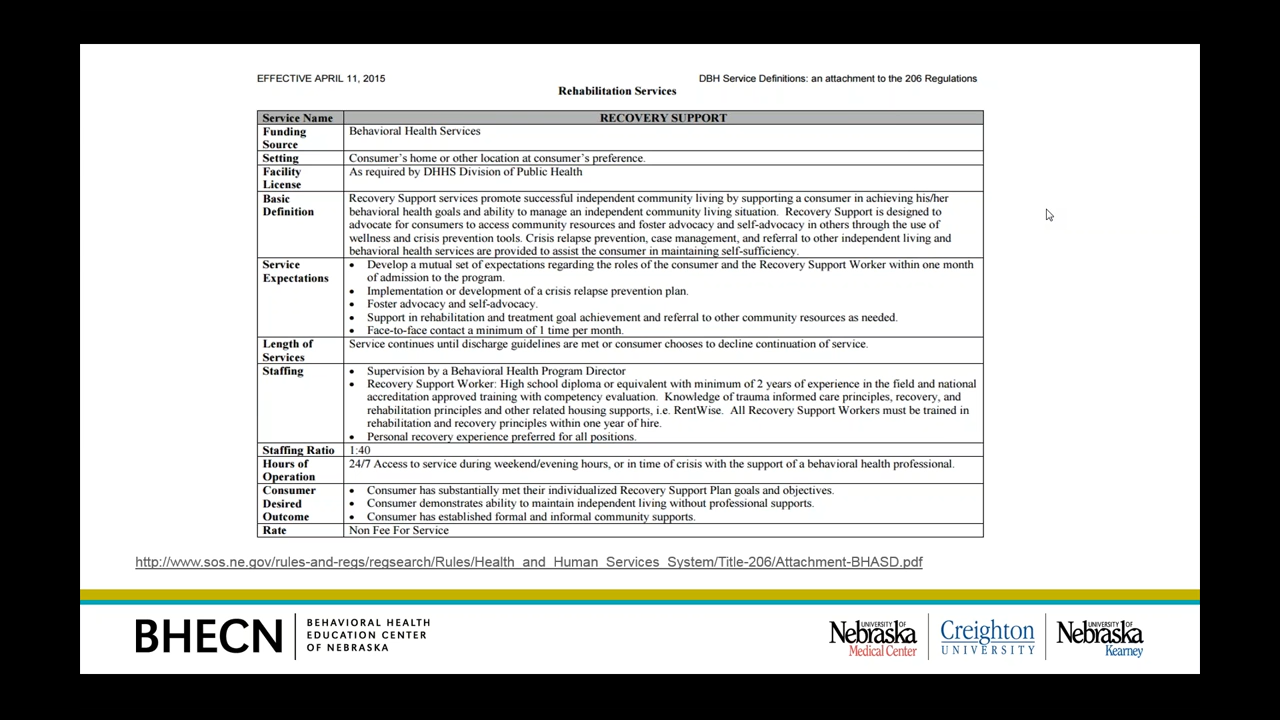 EFFECTIVE APRIL 11, 2015 DBH Service Definitions: an attachment to the 206 Regulations
Rehabilitation Services
Service Name RECOVERY SUPPORT
Funding Source Behavioral Health Services
Setting Consumer's home or other location at consumer's preference.
Facility License As required by DHHS Division of Public Health
Basic Definition Recovery Support services promote successful independent community living by supporting a consumer in achieving his/her
behavioral health goals and ability to manage an independent community living situation. Recovery Support is designed to
advocate for consumers to access community resources and foster advocacy and self-advocacy in others through the use of
wellness and crisis prevention tools. Crisis relapse prevention, case management, and referral to other independent living and
behavioral health services are provided to assist the consumer in maintaining self-sufficiency.
Service Expectations
• Develop a mutual set of expectations regarding the roles of the consumer and the Recovery Support Worker within one month
of admission to the program.
• Implementation or development of a crisis relapse prevention plan.
• Foster advocacy and self-advocacy.
• Support in rehabilitation and treatment goal achievement and referral to other community resources as needed.
• Face-to-face contact a minimum of 1 time per month.
Length of Services Service continues until discharge guidelines are met or consumer chooses to decline continuation of service.
Staffing
• Supervision by a Behavioral Health Program Director
• Recovery Support Worker: High school diploma or equivalent with minimum of 2 years of experience in the field and national
accreditation approved training with competency evaluation. Knowledge of trauma informed care principles, recovery, and
rehabilitation principles and other related housing supports, i.e. RentWise. All Recovery Support Workers must be trained in
rehabilitation and recovery principles within one year of hire.
• Personal recovery experience preferred for all positions.
Staffing Ratio 1:40
Hours of Operation 24/7 Access to service during weekend/evening hours, or in time of crisis with the support of a behavioral health professional.
Consumer Desired Outcome
• Consumer has substantially met their individualized Recovery Support Plan goals and objectives.
• Consumer demonstrates ability to maintain independent living without professional supports.
• Consumer has established formal and informal community supports.
Rate Non Fee For Service
http://www.sos.ne.gov/rules-and-regs/regsearch/Rules/Health_and_Human_Services_System/Title-206/Attachment-BHASD.pdf
BHECN
BEHAVIORAL HEALTH
EDUCATION CENTER
OF NEBRASKA
UNIVERSITY OF
Nebraska
Medical Center
Creighton
UNIVERSITY
UNIVERSITY OF
Nebraska
Kearney